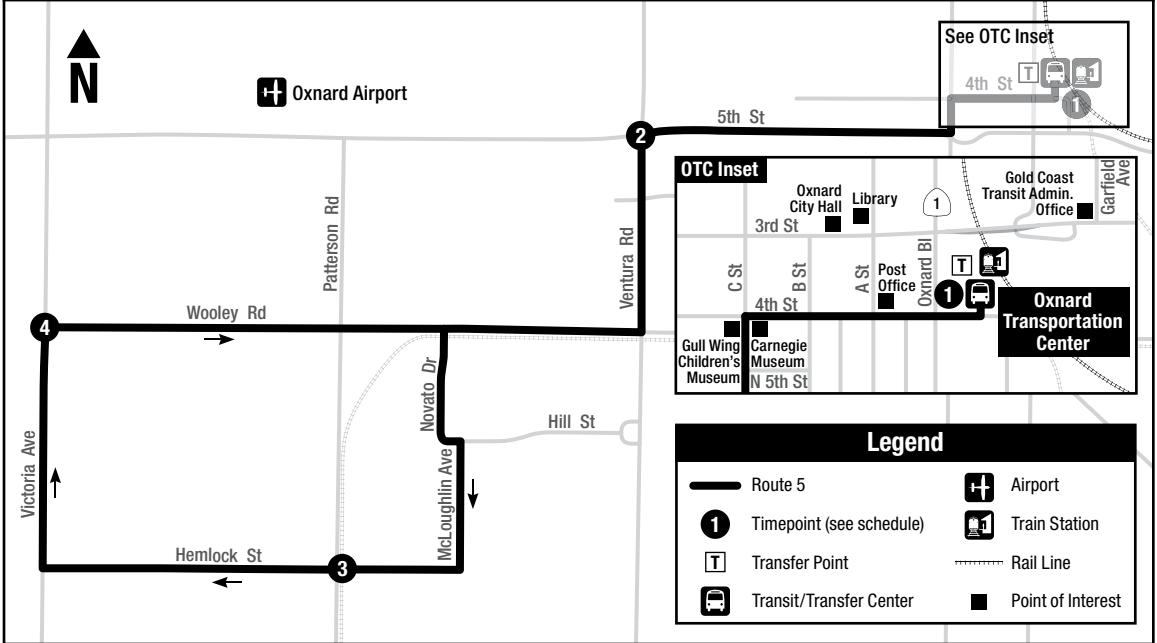 N
Oxnard Airport
See OTC Inset
T
4th St
1
5th St
2
OTC Inset
Oxnard
City Hall
Library
1
Gold Coast
Transit Admin.
Office
Garfield
Ave
3rd St
C St
B St
A St
Oxnard Bl
Post
Office
T
1
4th St
Oxnard
Transportation
Center
Gull Wing
Children's
Museum
Carnegie
Museum
N 5th St
Patterson Rd
Ventura Rd
4
Wooley Rd
Novato Dr
Hill St
Victoria Ave
McLoughlin Ave
Hemlock St
3
Legend
Route 5
Airport
1
Timepoint (see schedule)
Train Station
T
Transfer Point
Rail Line
Transit/Transfer Center
Point of Interest